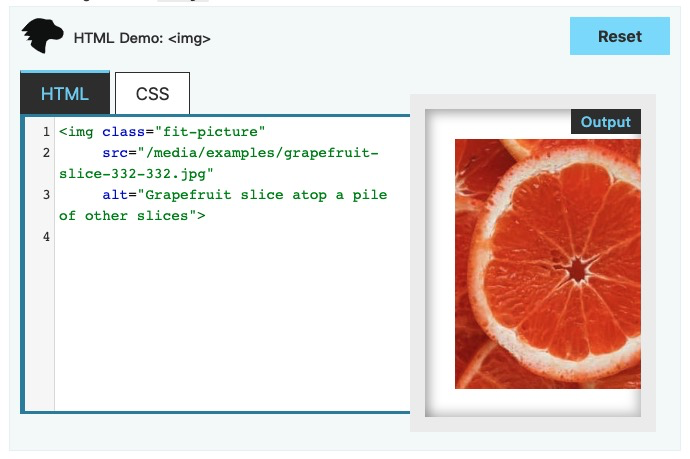 HTML Demo: <img>
Reset
HTML
CSS
1 <img class="fit-picture"
2 src="/media/examples/grapefruit-
slice-332-332.jpg"
3 alt="Grapefruit slice atop a pile
of other slices">
4
Output